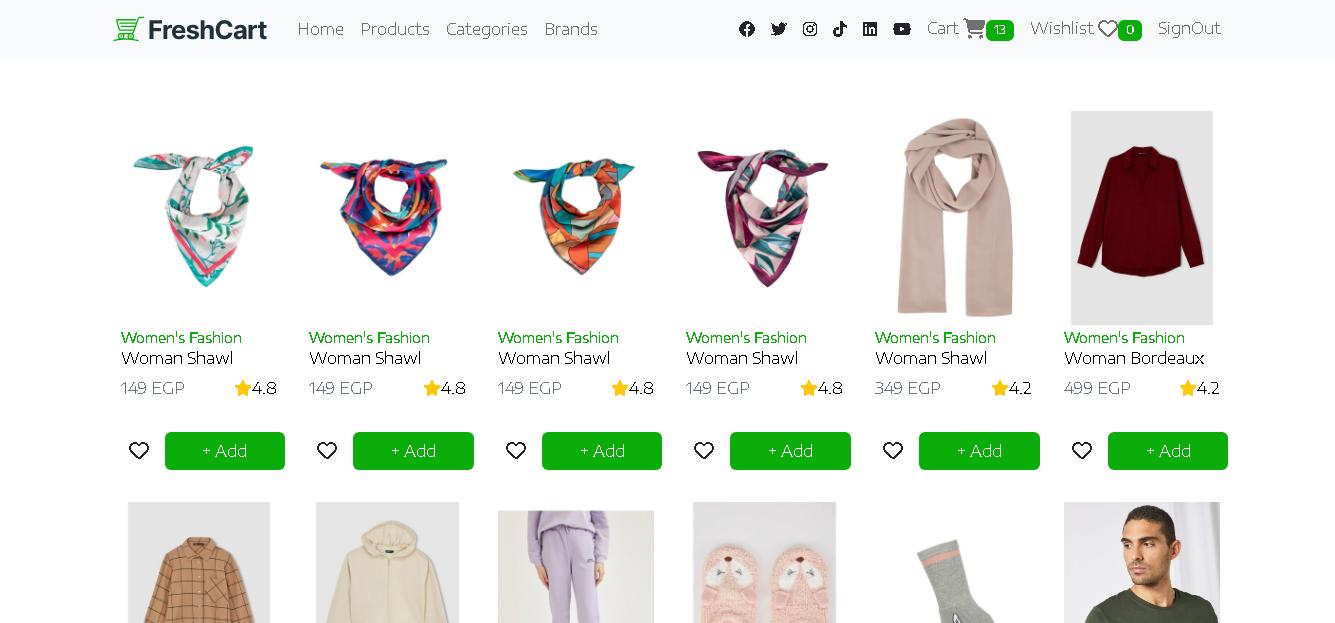 FreshCart Home Products Categories Brands Cart 13 Wishlist 0 SignOut
Women's Fashion Women's Fashion Women's Fashion Women's Fashion Women's Fashion Women's Fashion
Woman Shawl Woman Shawl Woman Shawl Woman Shawl Woman Shawl Woman Bordeaux
149 EGP 4.8 149 EGP 4.8 149 EGP 4.8 149 EGP 4.8 349 EGP 4.2 499 EGP 4.2
+ Add + Add + Add + Add + Add + Add